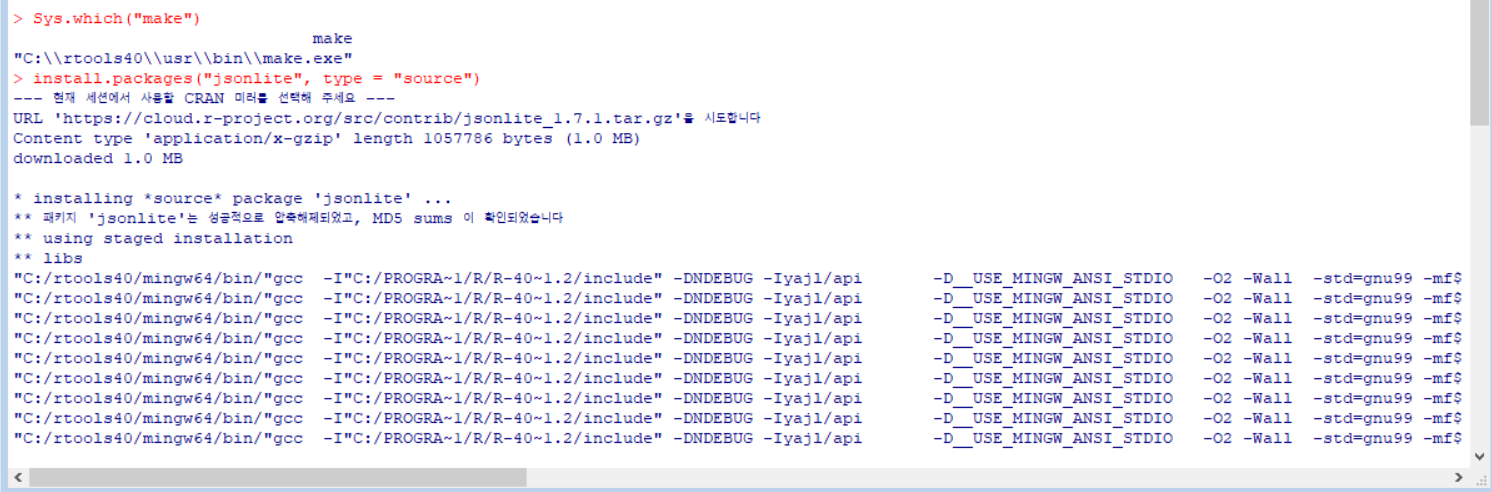 > Sys.which("make")
                              make
"C:\\rtools40\\usr\\bin\\make.exe"
> install.packages("jsonlite", type = "source")
--- 현재 세션에서 사용할 CRAN 미러를 선택해 주세요 ---
URL 'https://cloud.r-project.org/src/contrib/jsonlite_1.7.1.tar.gz'을 시도합니다
Content type 'application/x-gzip' length 1057786 bytes (1.0 MB)
downloaded 1.0 MB

* installing *source* package 'jsonlite' ...
** 패키지 'jsonlite'는 성공적으로 압축해제되었고, MD5 sums 이 확인되었습니다
** using staged installation
** libs
"C:/rtools40/mingw64/bin/"gcc  -I"C:/PROGRA~1/R/R-40~1.2/include" -DNDEBUG -Iyajl/api       -D__USE_MINGW_ANSI_STDIO   -O2 -Wall  -std=gnu99 -mf$
"C:/rtools40/mingw64/bin/"gcc  -I"C:/PROGRA~1/R/R-40~1.2/include" -DNDEBUG -Iyajl/api       -D__USE_MINGW_ANSI_STDIO   -O2 -Wall  -std=gnu99 -mf$
"C:/rtools40/mingw64/bin/"gcc  -I"C:/PROGRA~1/R/R-40~1.2/include" -DNDEBUG -Iyajl/api       -D__USE_MINGW_ANSI_STDIO   -O2 -Wall  -std=gnu99 -mf$
"C:/rtools40/mingw64/bin/"gcc  -I"C:/PROGRA~1/R/R-40~1.2/include" -DNDEBUG -Iyajl/api       -D__USE_MINGW_ANSI_STDIO   -O2 -Wall  -std=gnu99 -mf$
"C:/rtools40/mingw64/bin/"gcc  -I"C:/PROGRA~1/R/R-40~1.2/include" -DNDEBUG -Iyajl/api       -D__USE_MINGW_ANSI_STDIO   -O2 -Wall  -std=gnu99 -mf$
"C:/rtools40/mingw64/bin/"gcc  -I"C:/PROGRA~1/R/R-40~1.2/include" -DNDEBUG -Iyajl/api       -D__USE_MINGW_ANSI_STDIO   -O2 -Wall  -std=gnu99 -mf$
"C:/rtools40/mingw64/bin/"gcc  -I"C:/PROGRA~1/R/R-40~1.2/include" -DNDEBUG -Iyajl/api       -D__USE_MINGW_ANSI_STDIO   -O2 -Wall  -std=gnu99 -mf$
"C:/rtools40/mingw64/bin/"gcc  -I"C:/PROGRA~1/R/R-40~1.2/include" -DNDEBUG -Iyajl/api       -D__USE_MINGW_ANSI_STDIO   -O2 -Wall  -std=gnu99 -mf$
"C:/rtools40/mingw64/bin/"gcc  -I"C:/PROGRA~1/R/R-40~1.2/include" -DNDEBUG -Iyajl/api       -D__USE_MINGW_ANSI_STDIO   -O2 -Wall  -std=gnu99 -mf$